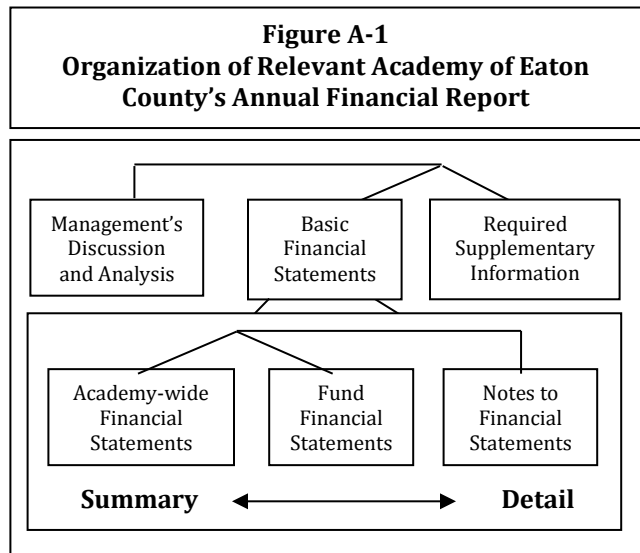 Figure A-1
Organization of Relevant Academy of Eaton
County’s Annual Financial Report
Management’s
Discussion
and Analysis
Basic
Financial
Statements
Required
Supplementary
Information
Academy-wide
Financial
Statements
Fund
Financial
Statements
Notes to
Financial
Statements
Summary
Detail